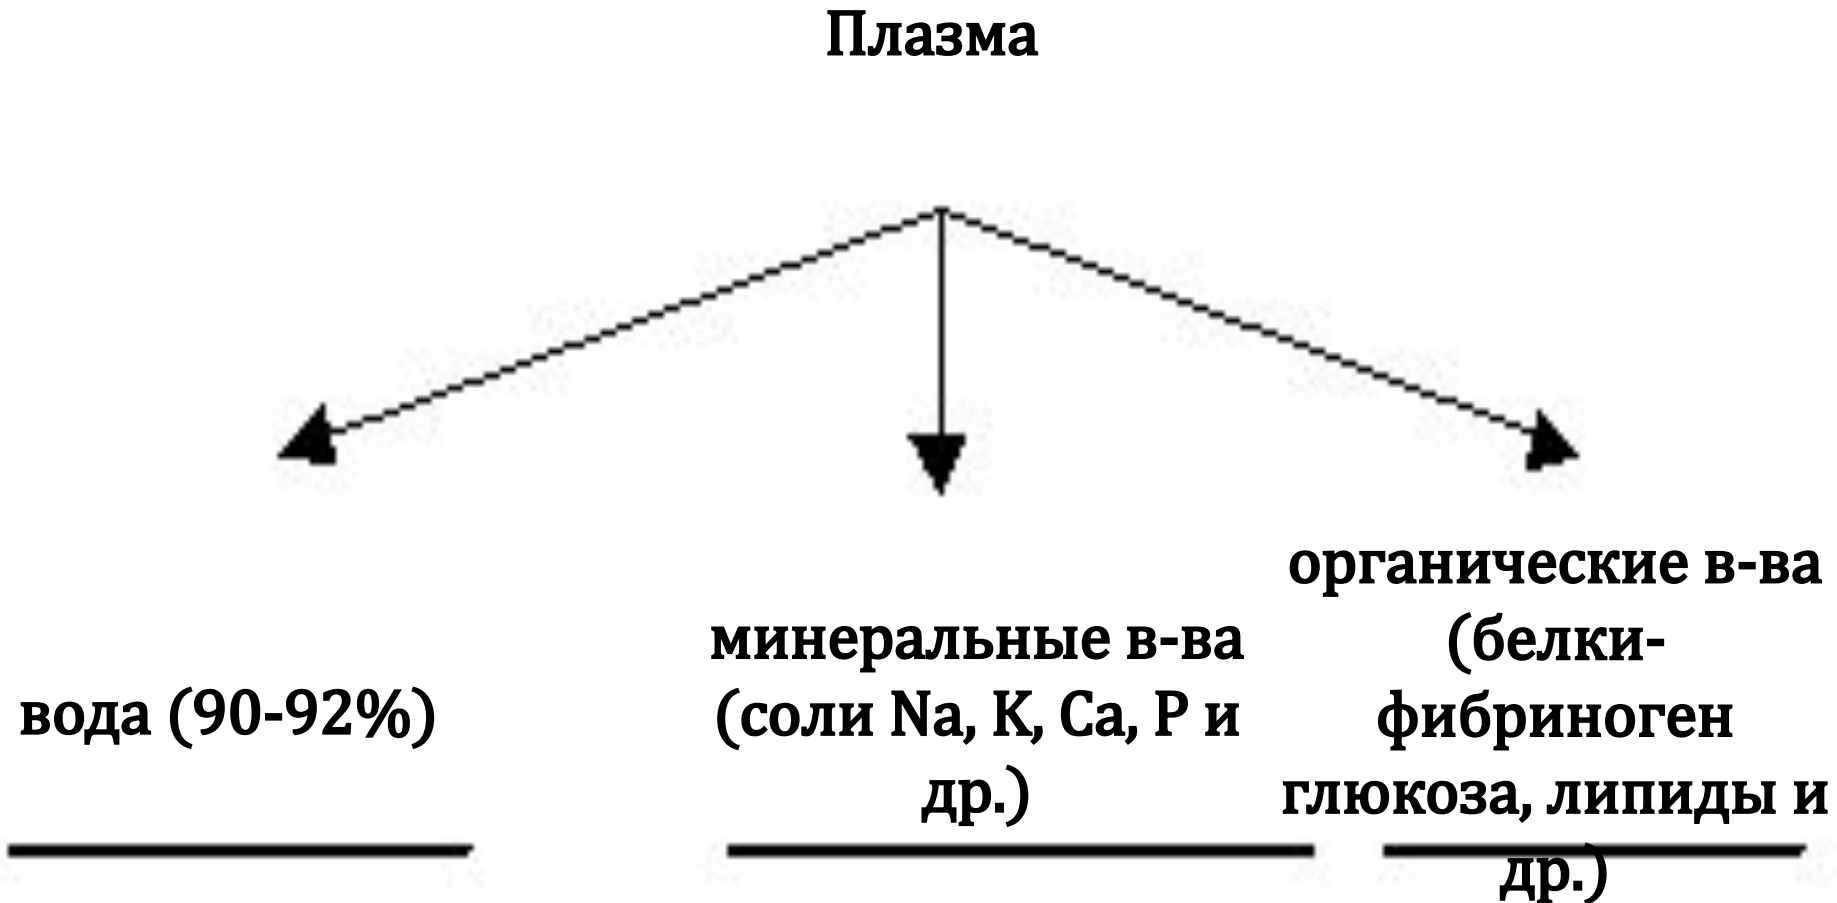 Плазма
вода (90-92%)
минеральные в-ва
(соли Na, K, Ca, P и
др.)
органические в-ва
(белки-
фибриноген
глюкоза, липиды и
др.)